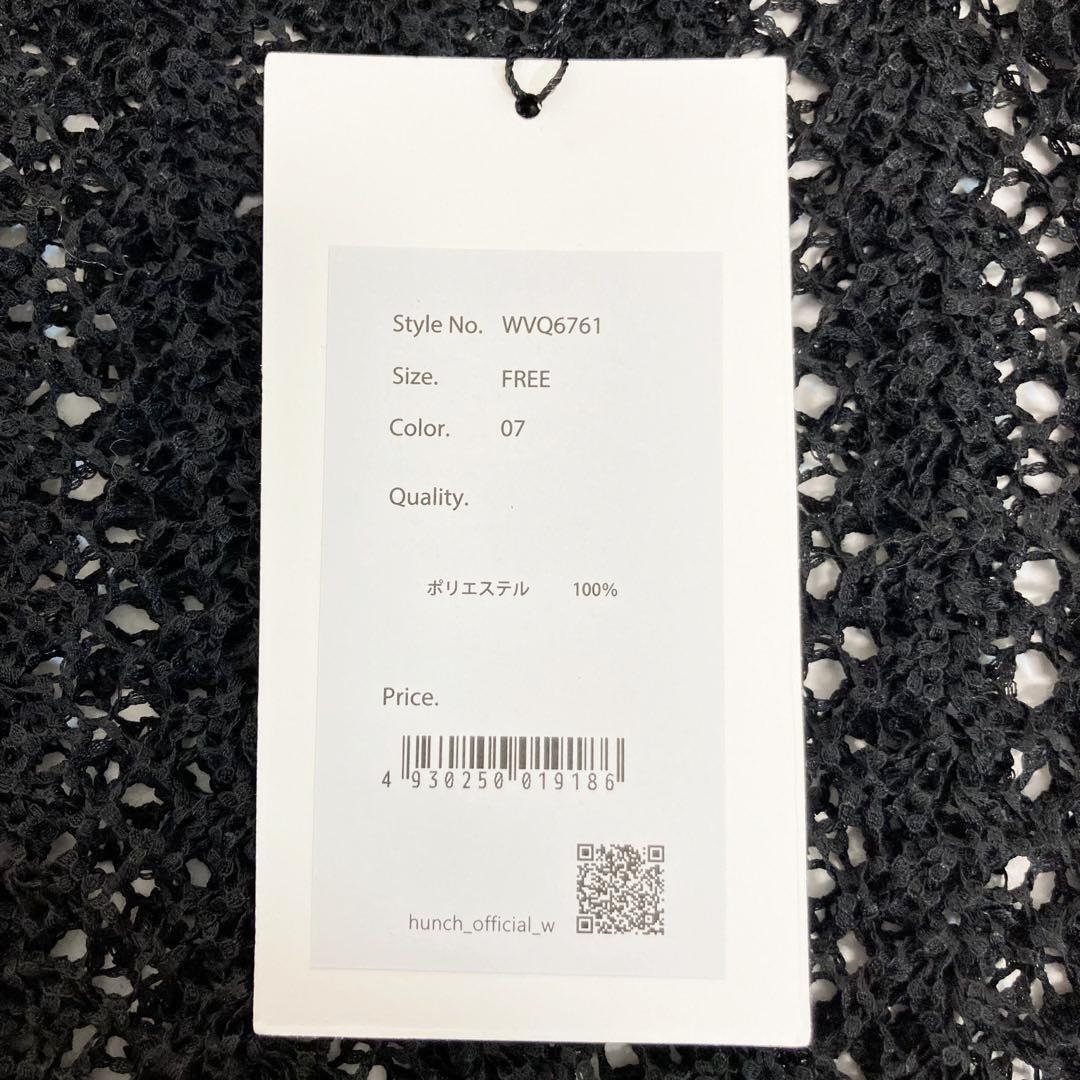 Style No. WVQ6761
Size. FREE
Color. 07
Quality.
ポリエステル 100%
Price.
4 930250 019186
hunch_official_w